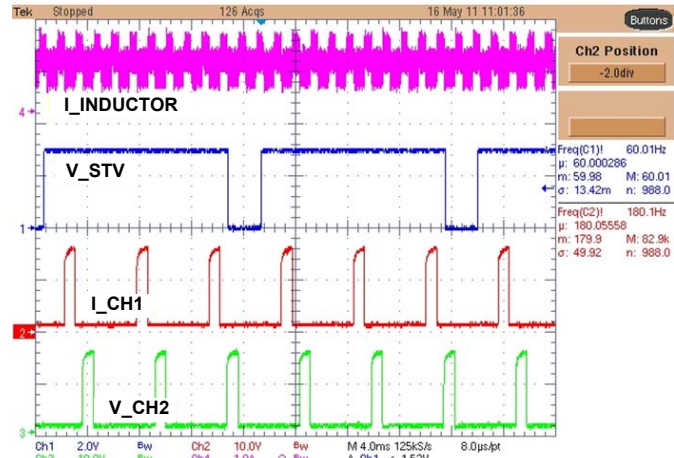 Tek Stopped 126 Acqs 16 May 11 11:01:36
Buttons
Ch2 Position
-2.0div
I_INDUCTOR
4
V_STV
1
Freq(C1)! 60.01Hz
µ: 60.000286
m: 59.98 M: 60.01
σ: 13.42m n: 988.0
Freq(C2)! 180.1Hz
µ: 180.05558
m: 179.9 M: 82.9k
σ: 49.92 n: 988.0
I_CH1
2
V_CH2
3
Ch1 2.0V Bw Ch2 10.0V Bw M 4.0ms 125kS/s 8.0µs/pt